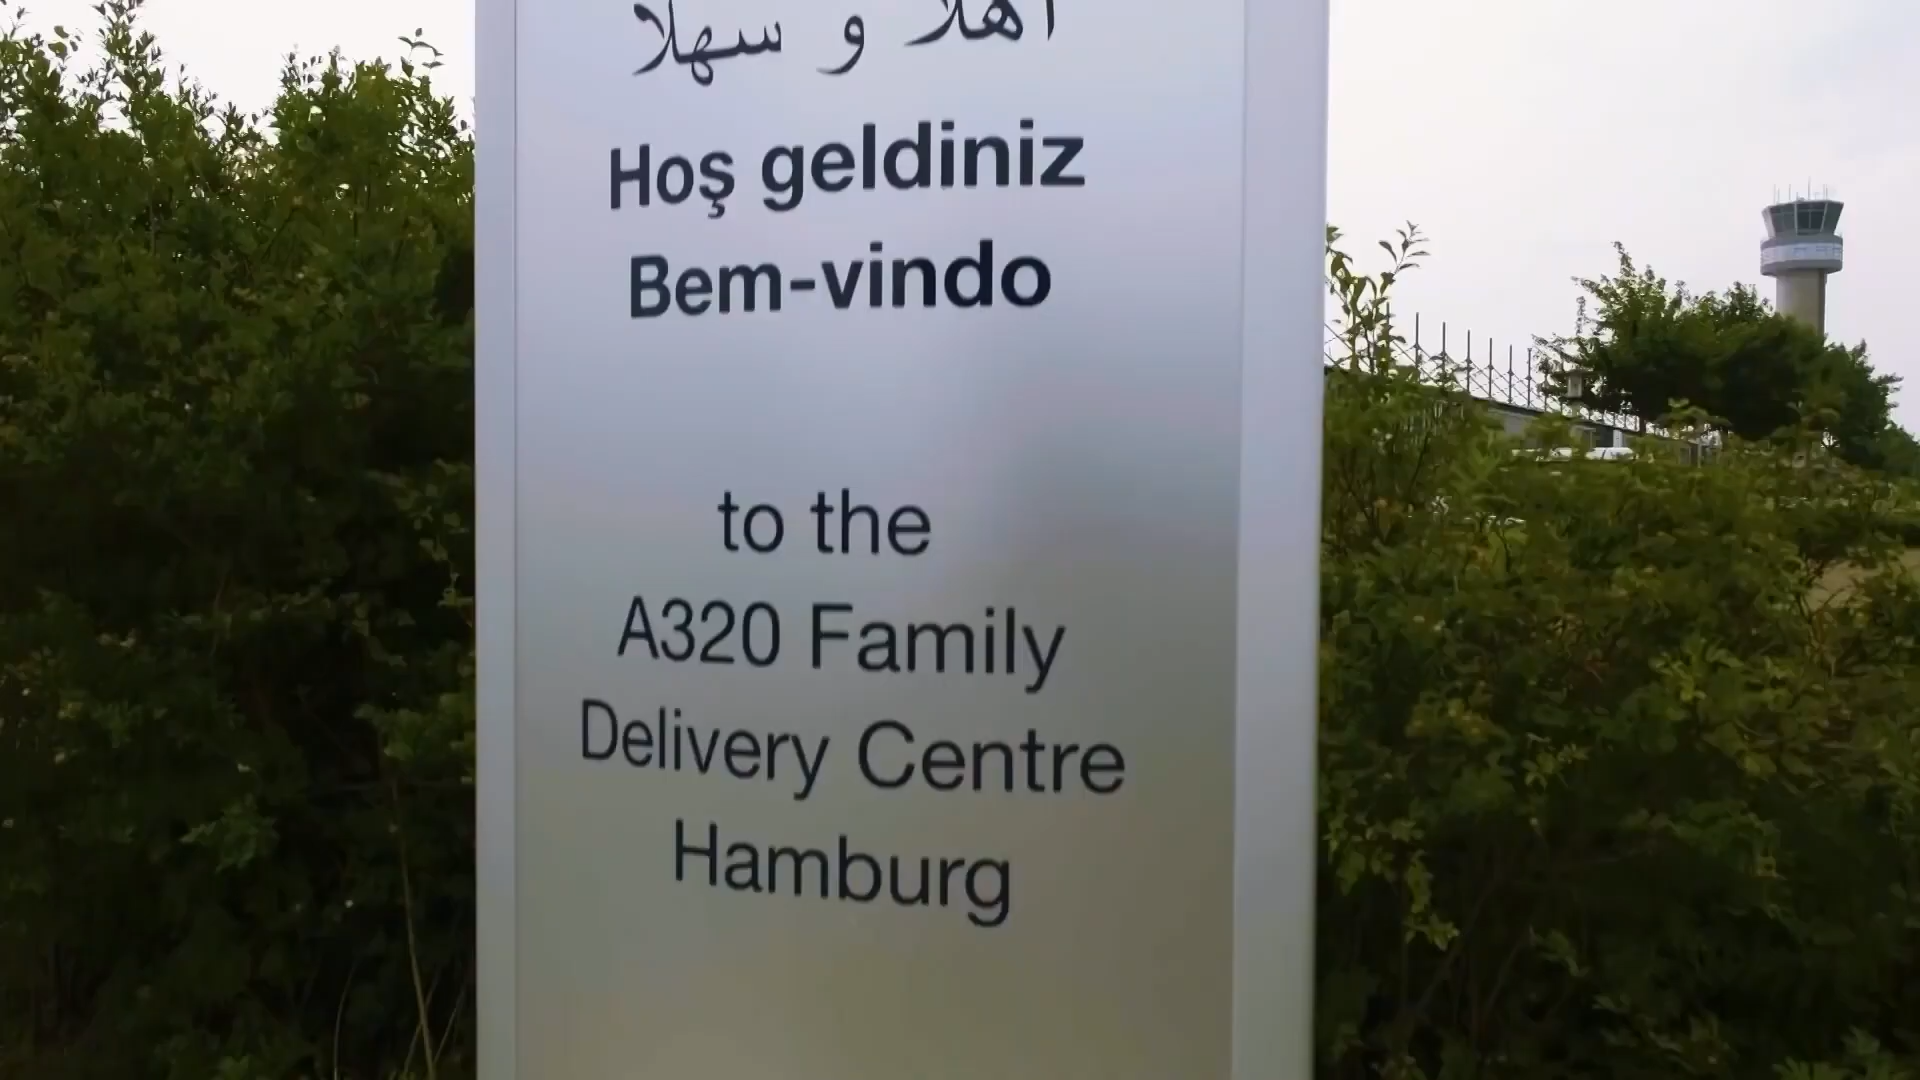 أهلا و سهلا
Hoş geldiniz
Bem-vindo
to the
A320 Family
Delivery Centre
Hamburg